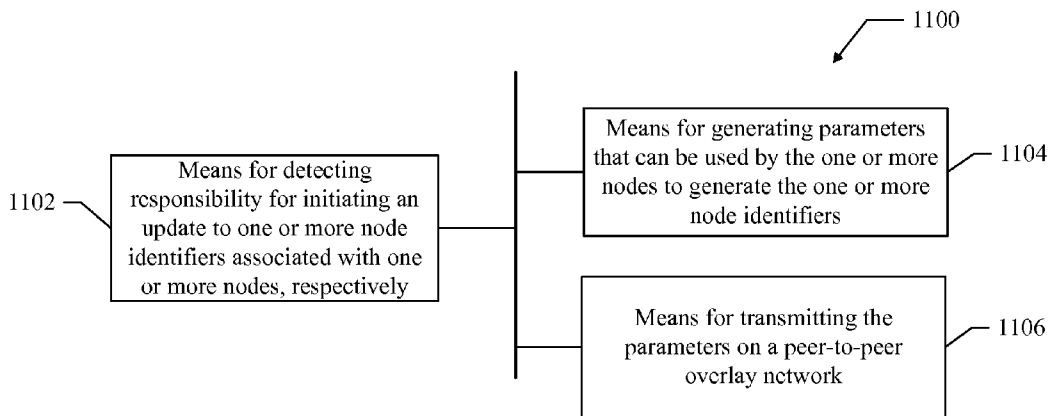 1100
Means for generating parameters
that can be used by the one or more
nodes to generate the one or more
node identifiers
1104
Means for detecting
responsibility for initiating an
update to one or more node
identifiers associated with one
or more nodes, respectively
1102
Means for transmitting the
parameters on a peer-to-peer
overlay network
1106